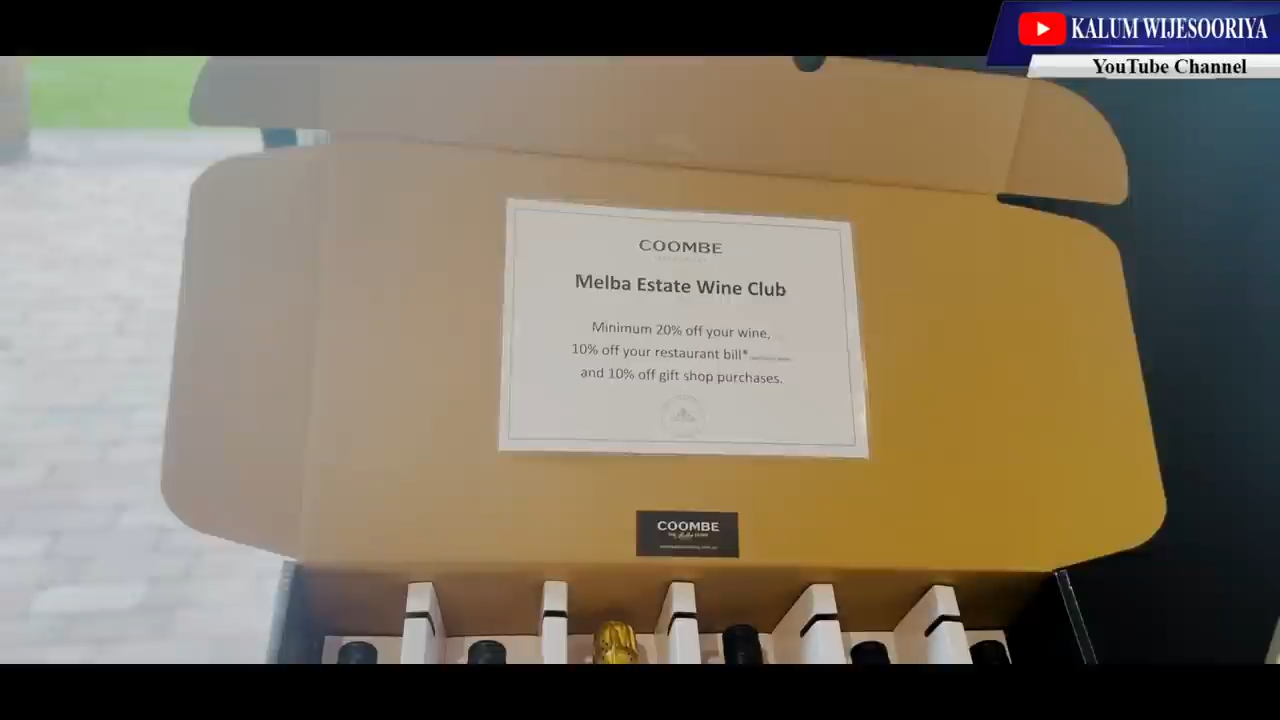 KALUM WIJESOORIYA
YouTube Channel
COOMBE
Melba Estate Wine Club
Minimum 20% off your wine,
10% off your restaurant bill*
and 10% off gift shop purchases.
COOMBE